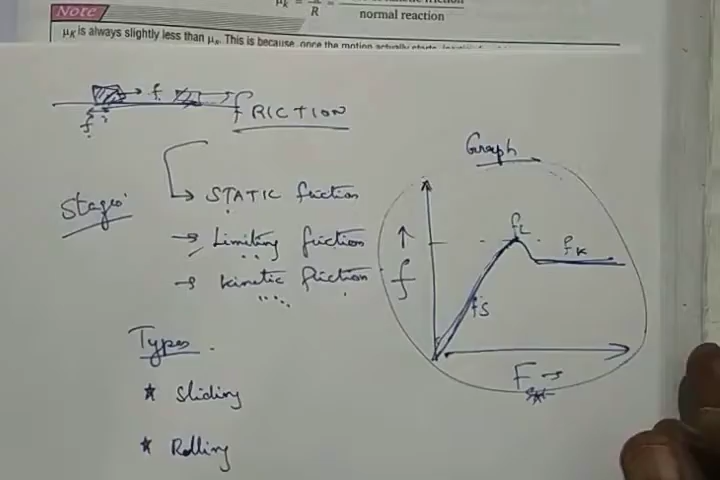 μk = — =
R
normal reaction
Note
μK is always slightly less than μs. This is because, once the motion actually starts,
f
FRICTION
f
Graph
Stages
→ STATIC friction
→ Limiting friction
→ kinetic friction
↑
f
fL
fK
fS
F →
Types
* Sliding
* Rolling